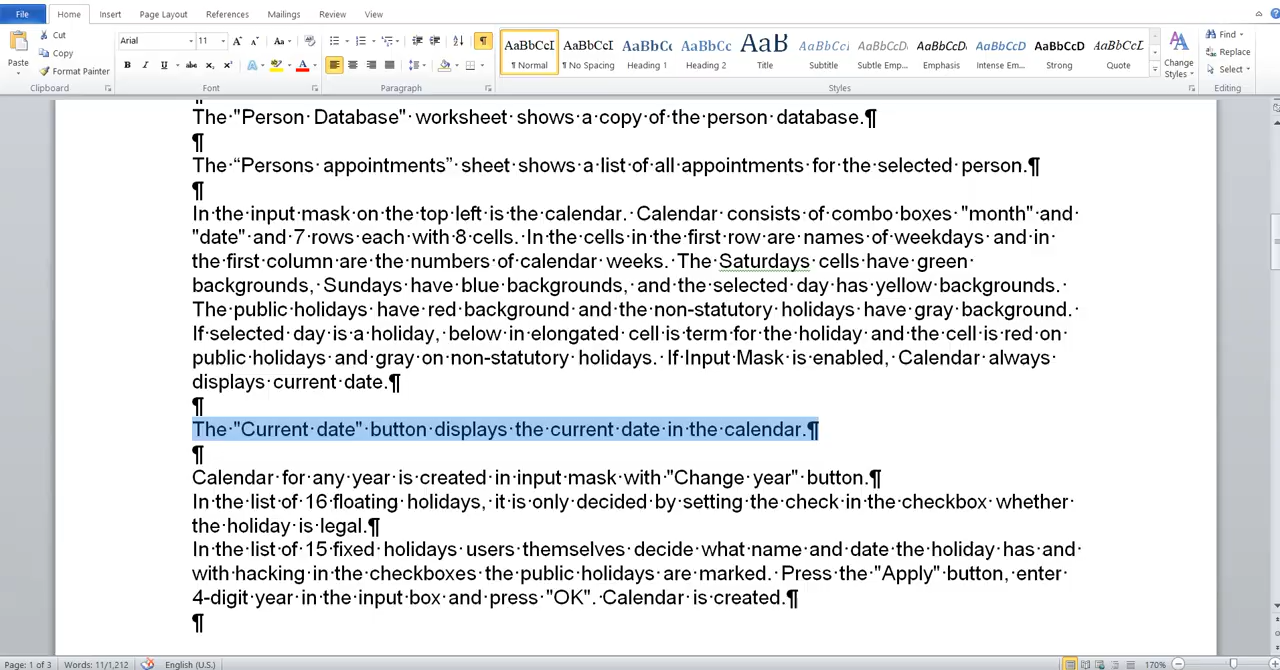 File Home Insert Page Layout References Mailings Review View
Paste Cut Copy Format Painter
Arial 11
AaBbCcI AaBbCcI AaBbCc AaBbCc AaB AaBbCcI AaBbCcD AaBbCcD AaBbCcD AaBbCcD AaBbCcL
¶ Normal ¶ No Spacing Heading 1 Heading 2 Title Subtitle Subtle Emp... Emphasis Intense Em... Strong Quote
Change Styles
Find Replace Select
Clipboard Font Paragraph Styles Editing
The "Person Database" worksheet shows a copy of the person database.¶
¶
The “Persons appointments” sheet shows a list of all appointments for the selected person.¶
¶
In the input mask on the top left is the calendar. Calendar consists of combo boxes "month" and
"date" and 7 rows each with 8 cells. In the cells in the first row are names of weekdays and in
the first column are the numbers of calendar weeks. The Saturdays cells have green
backgrounds, Sundays have blue backgrounds, and the selected day has yellow backgrounds.
The public holidays have red background and the non-statutory holidays have gray background.
If selected day is a holiday, below in elongated cell is term for the holiday and the cell is red on
public holidays and gray on non-statutory holidays. If Input Mask is enabled, Calendar always
displays current date.¶
¶
The "Current date" button displays the current date in the calendar.¶
¶
Calendar for any year is created in input mask with "Change year" button.¶
In the list of 16 floating holidays, it is only decided by setting the check in the checkbox whether
the holiday is legal.¶
In the list of 15 fixed holidays users themselves decide what name and date the holiday has and
with hacking in the checkboxes the public holidays are marked. Press the "Apply" button, enter
4-digit year in the input box and press "OK". Calendar is created.¶
¶
Page: 1 of 3 Words: 11/1,212 English (U.S.) 170%